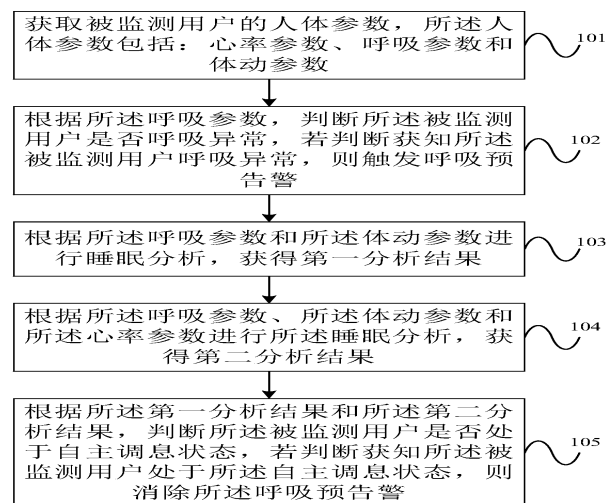 获取被监测用户的人体参数，所述人
体参数包括：心率参数、呼吸参数和
体动参数
101
根据所述呼吸参数，判断所述被监测
用户是否呼吸异常，若判断获知所述
被监测用户呼吸异常，则触发呼吸预
告警
102
根据所述呼吸参数和所述体动参数进
行睡眠分析，获得第一分析结果
103
根据所述呼吸参数、所述体动参数和
所述心率参数进行所述睡眠分析，获
得第二分析结果
104
根据所述第一分析结果和所述第二分
析结果，判断所述被监测用户是否处
于自主调息状态，若判断获知所述被
监测用户处于所述自主调息状态，则
消除所述呼吸预告警
105